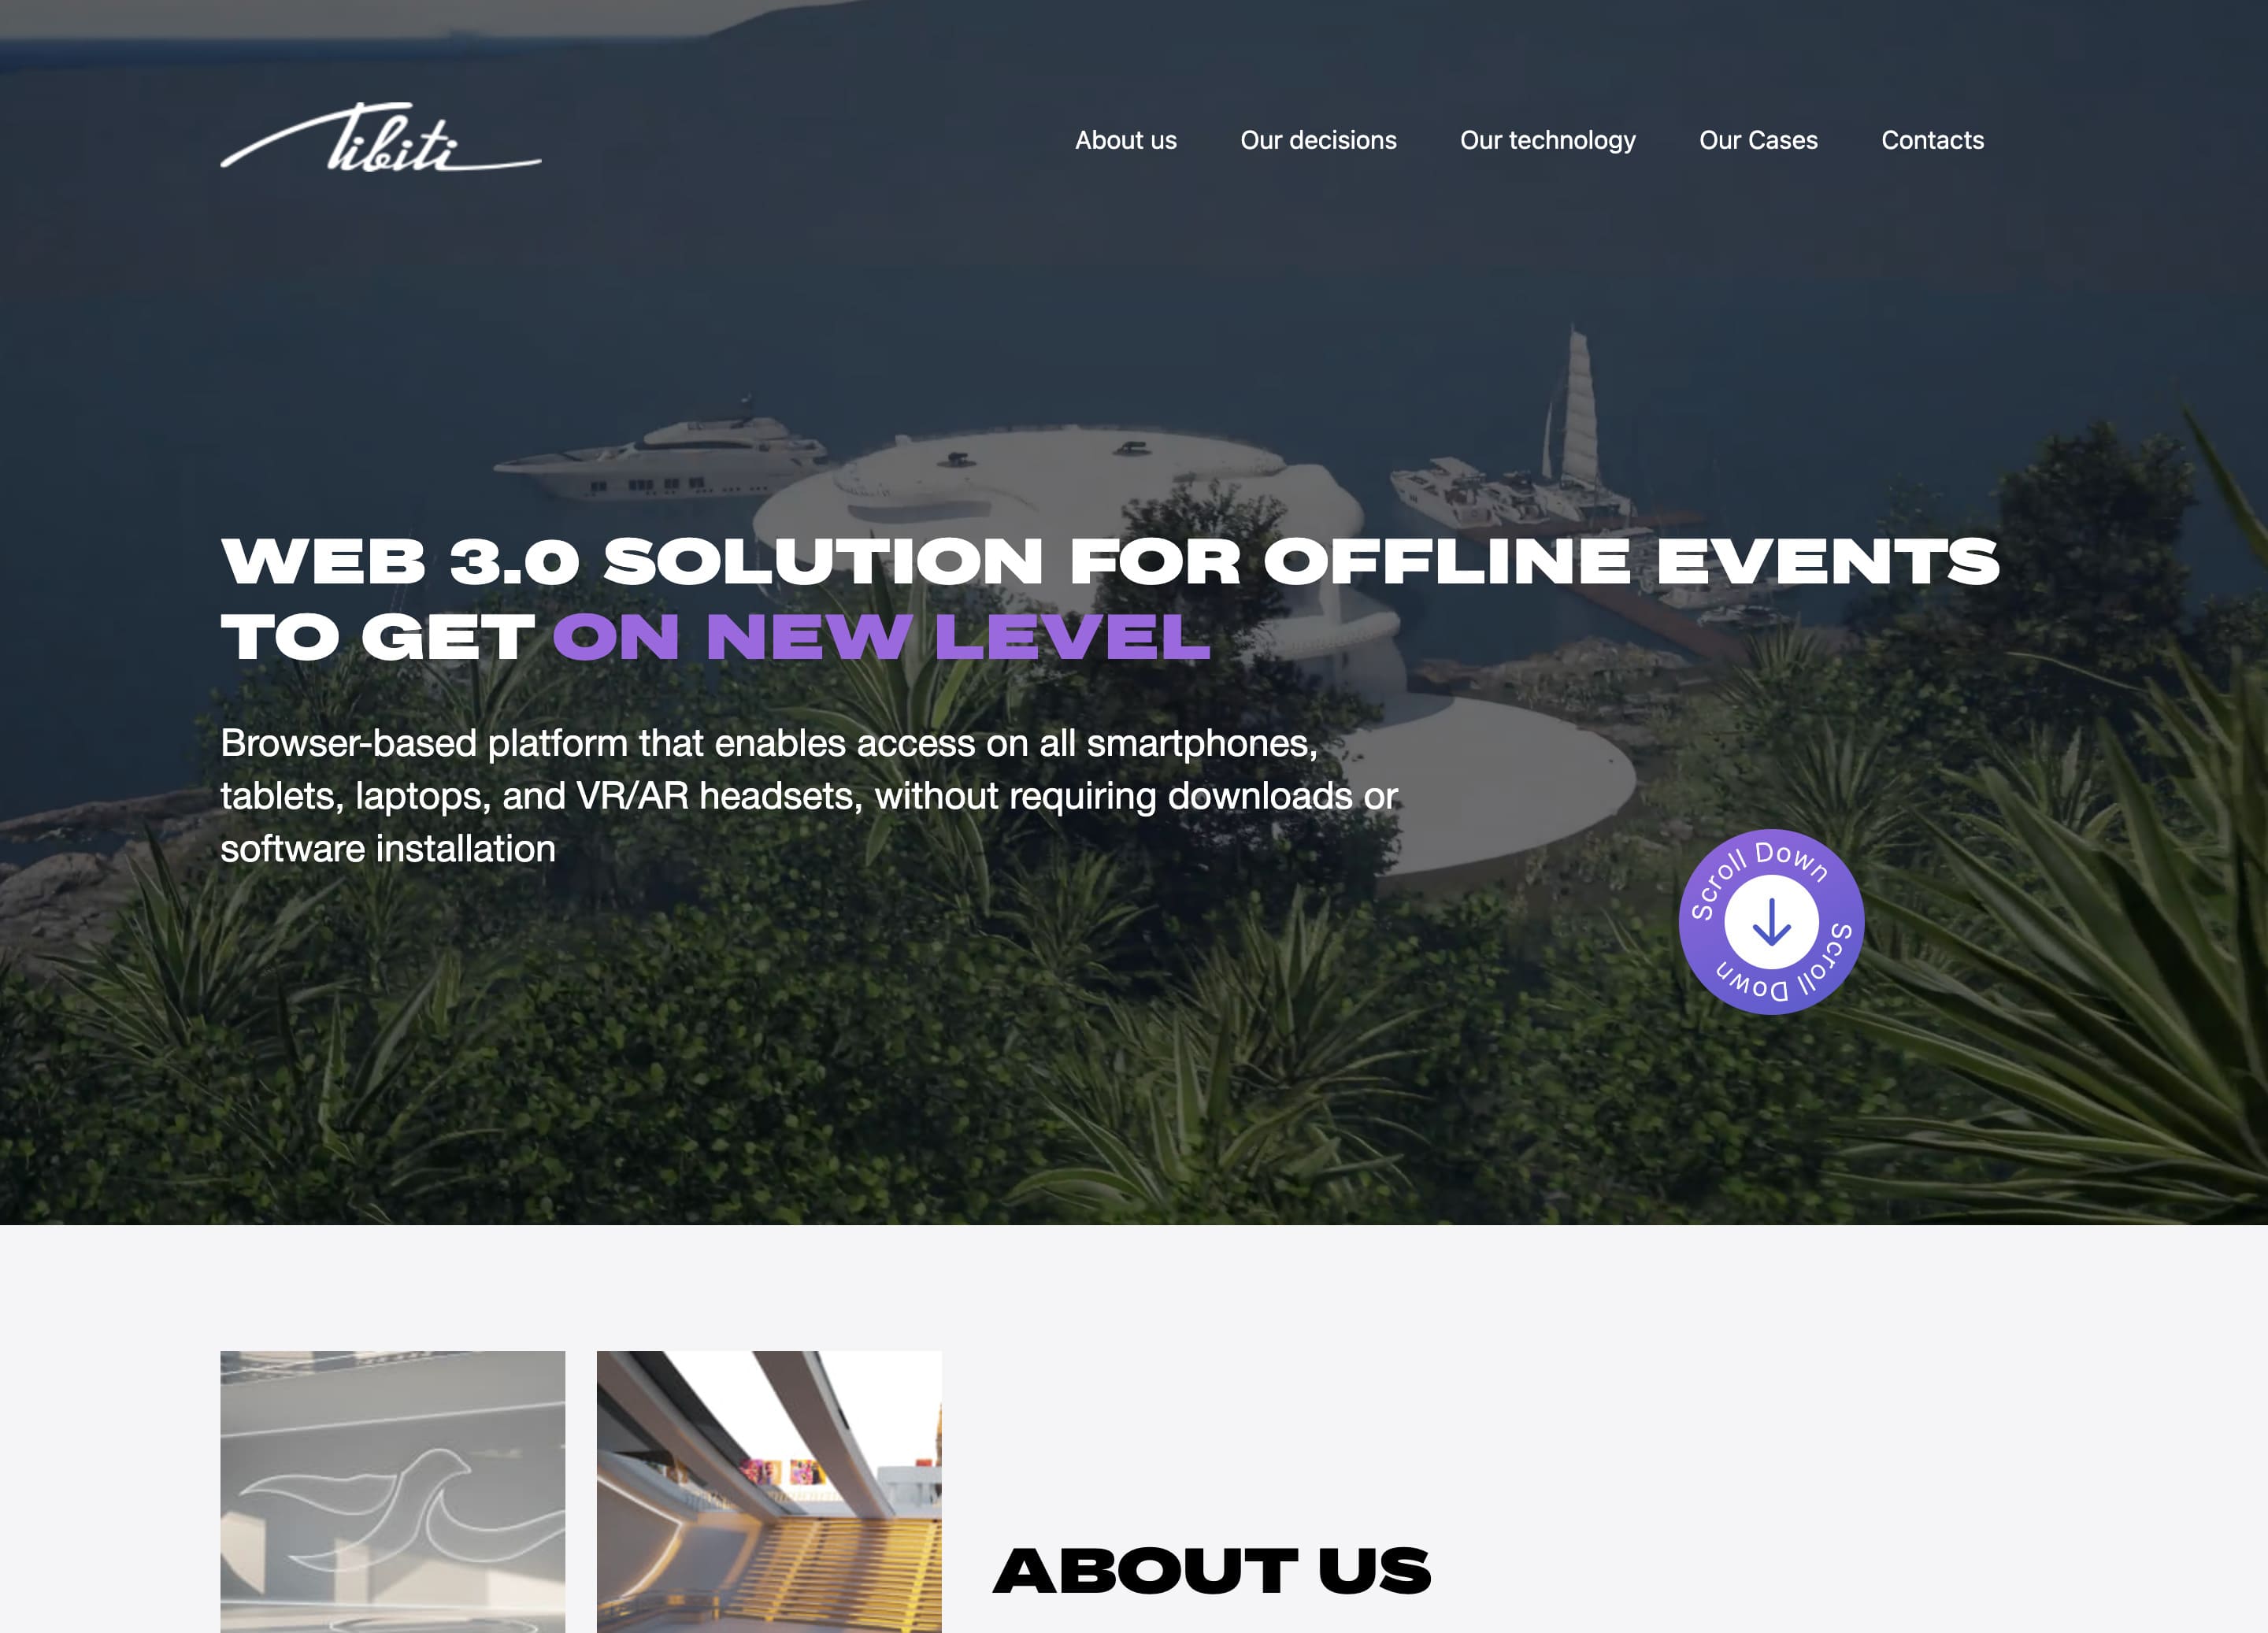 Tibiti
About us
Our decisions
Our technology
Our Cases
Contacts
WEB 3.0 SOLUTION FOR OFFLINE EVENTS
TO GET ON NEW LEVEL
Browser-based platform that enables access on all smartphones,
tablets, laptops, and VR/AR headsets, without requiring downloads or
software installation
Scroll Down
Scroll Down
ABOUT US